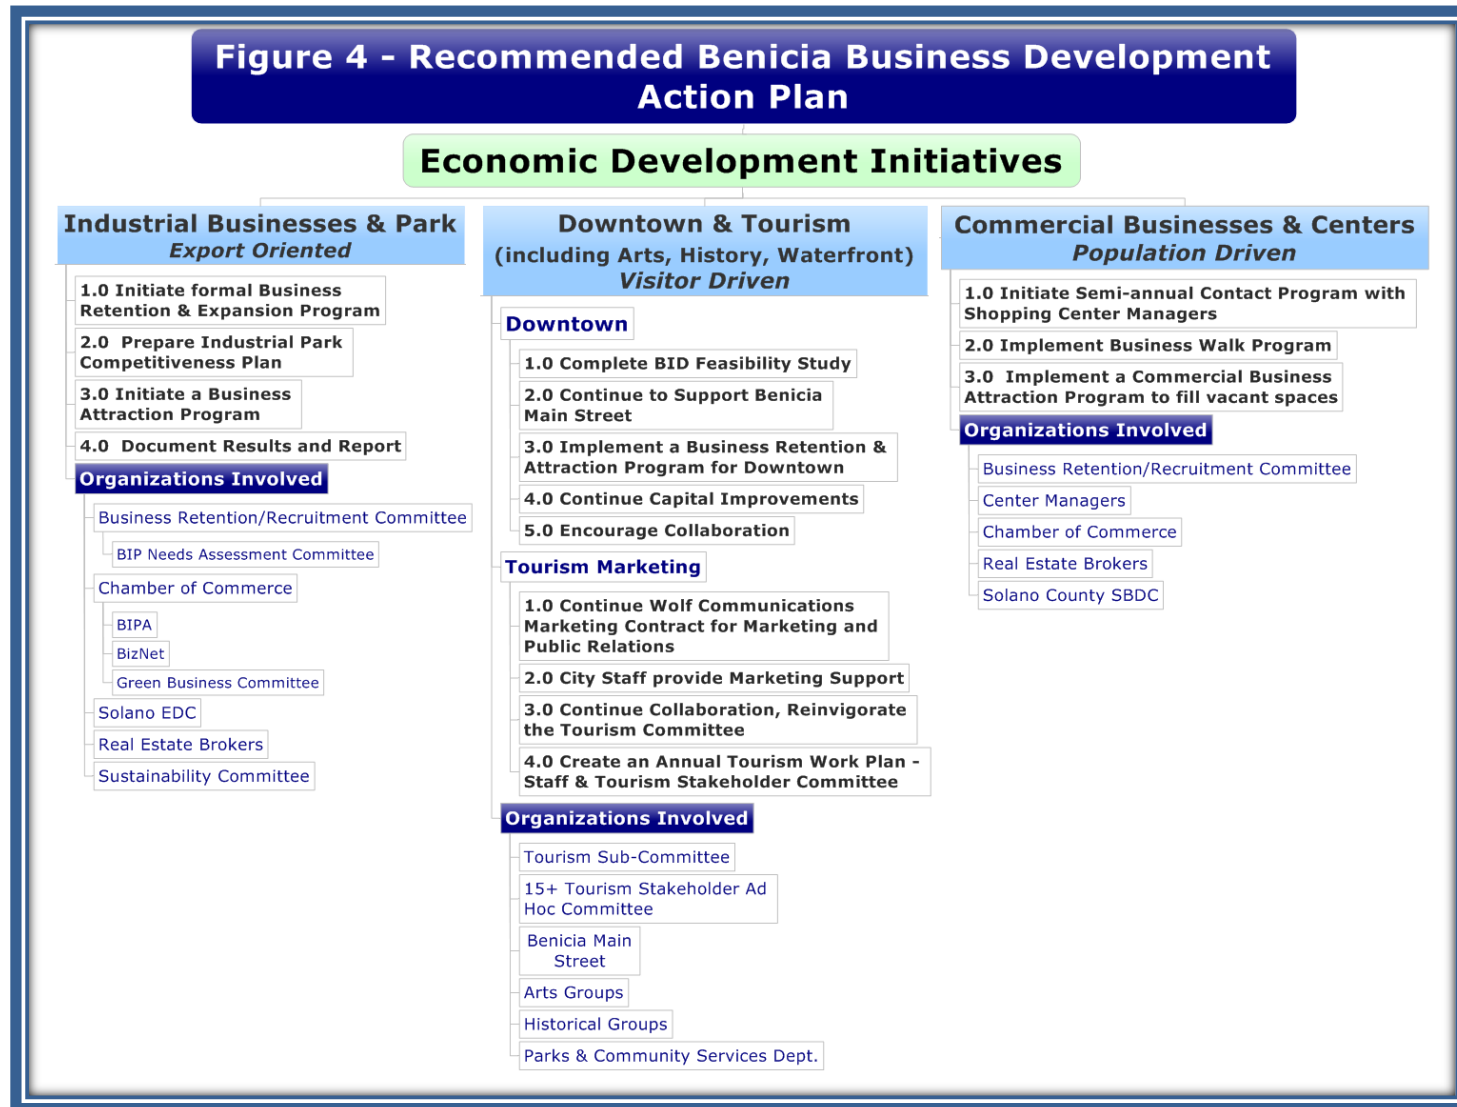 Figure 4 - Recommended Benicia Business Development
Action Plan
Economic Development Initiatives
Industrial Businesses & Park
Export Oriented
1.0 Initiate formal Business
Retention & Expansion Program
2.0  Prepare Industrial Park
Competitiveness Plan
3.0 Initiate a Business
Attraction Program
4.0  Document Results and Report
Organizations Involved
Business Retention/Recruitment Committee
BIP Needs Assessment Committee
Chamber of Commerce
BIPA
BizNet
Green Business Committee
Solano EDC
Real Estate Brokers
Sustainability Committee
Downtown & Tourism
(including Arts, History, Waterfront)
Visitor Driven
Downtown
1.0 Complete BID Feasibility Study
2.0 Continue to Support Benicia
Main Street
3.0 Implement a Business Retention &
Attraction Program for Downtown
4.0 Continue Capital Improvements
5.0 Encourage Collaboration
Tourism Marketing
1.0 Continue Wolf Communications
Marketing Contract for Marketing and
Public Relations
2.0 City Staff provide Marketing Support
3.0 Continue Collaboration, Reinvigorate
the Tourism Committee
4.0 Create an Annual Tourism Work Plan -
Staff & Tourism Stakeholder Committee
Organizations Involved
Tourism Sub-Committee
15+ Tourism Stakeholder Ad
Hoc Committee
Benicia Main
Street
Arts Groups
Historical Groups
Parks & Community Services Dept.
Commercial Businesses & Centers
Population Driven
1.0 Initiate Semi-annual Contact Program with
Shopping Center Managers
2.0 Implement Business Walk Program
3.0  Implement a Commercial Business
Attraction Program to fill vacant spaces
Organizations Involved
Business Retention/Recruitment Committee
Center Managers
Chamber of Commerce
Real Estate Brokers
Solano County SBDC